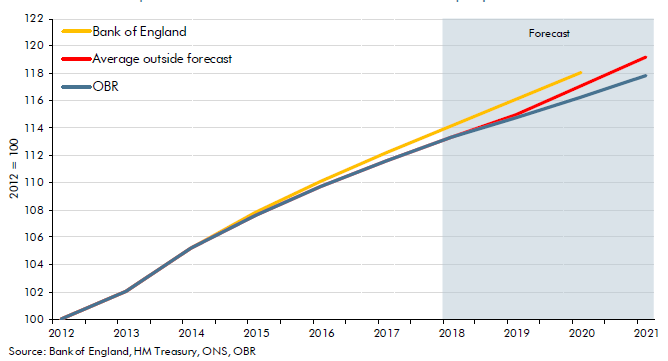 122
120
118
116
114
112
110
108
106
104
102
100
2012 = 100
Bank of England
Average outside forecast
OBR
Forecast
2012 2013 2014 2015 2016 2017 2018 2019 2020 2021
Source: Bank of England, HM Treasury, ONS, OBR